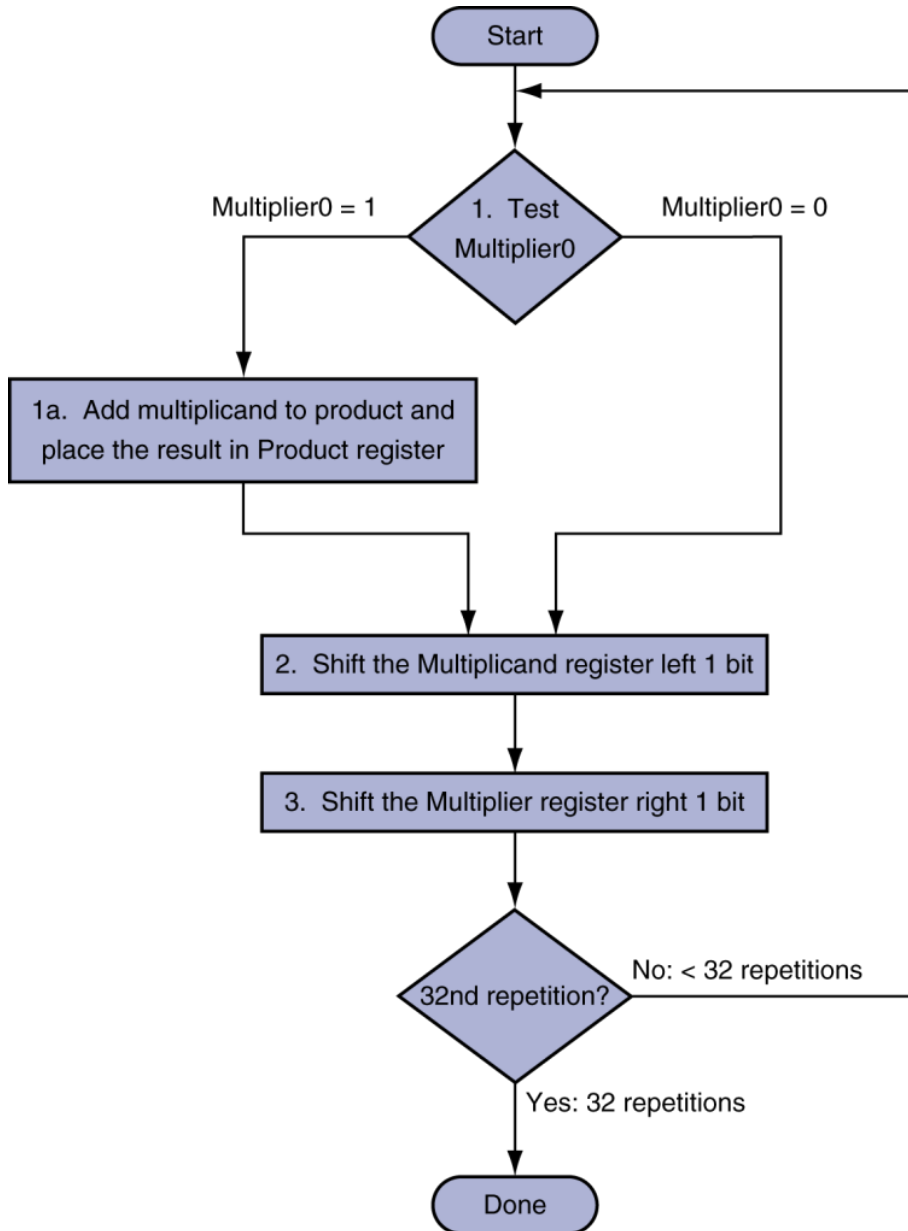 Start
Multiplier0 = 1
1. Test
Multiplier0
Multiplier0 = 0
1a. Add multiplicand to product and
place the result in Product register
2. Shift the Multiplicand register left 1 bit
3. Shift the Multiplier register right 1 bit
32nd repetition?
No: < 32 repetitions
Yes: 32 repetitions
Done